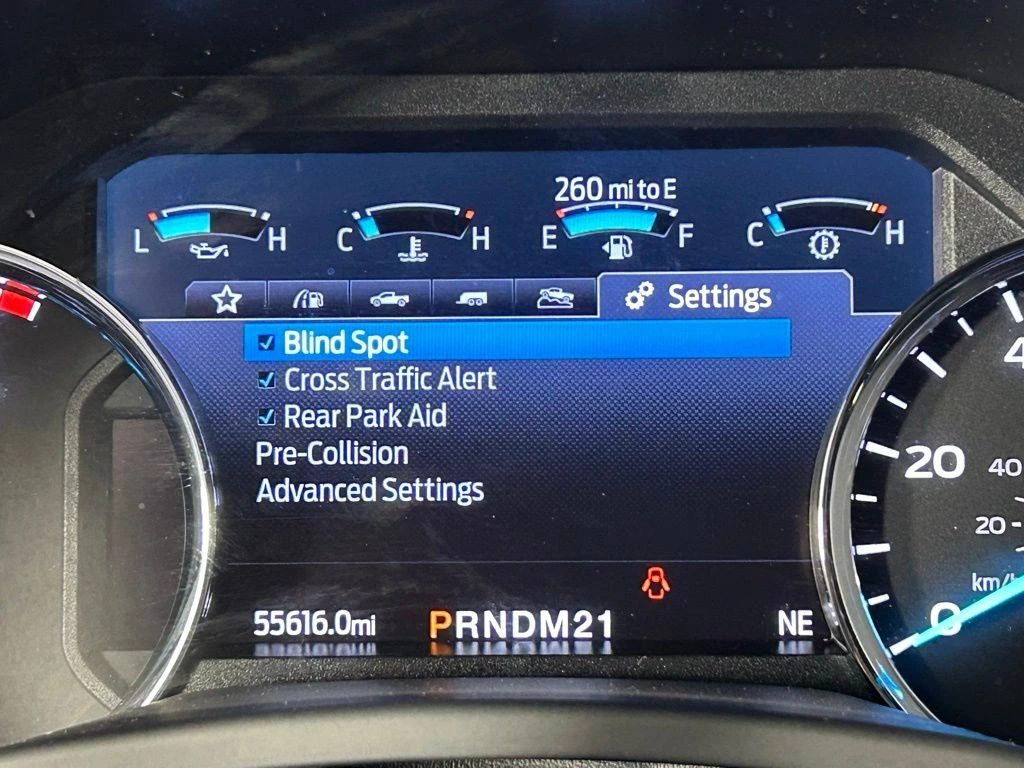 260 mi to E
L H C H E F C H
Settings
Blind Spot
Cross Traffic Alert
Rear Park Aid
Pre-Collision
Advanced Settings
55616.0mi PRNDM21 NE
20 40
20
km/h
0